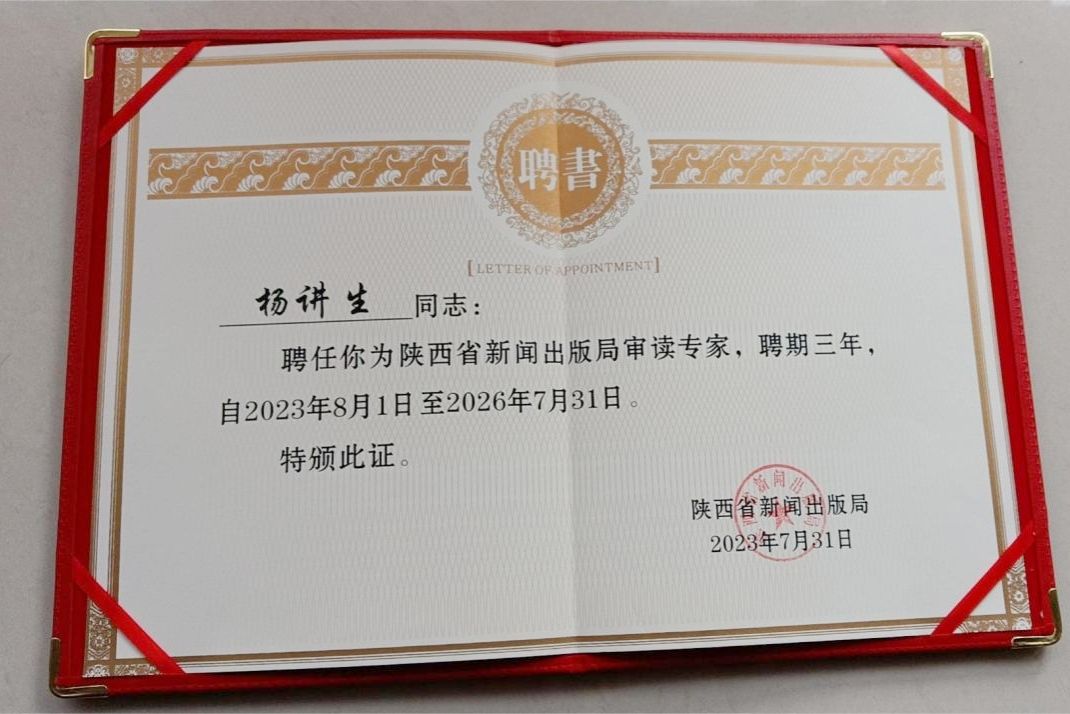 聘書
[LETTER OF APPOINTMENT]
杨讲生 同志：
聘任你为陕西省新闻出版局审读专家，聘期三年，
自2023年8月1日至2026年7月31日。
特颁此证。
陕西省新闻出版局
2023年7月31日